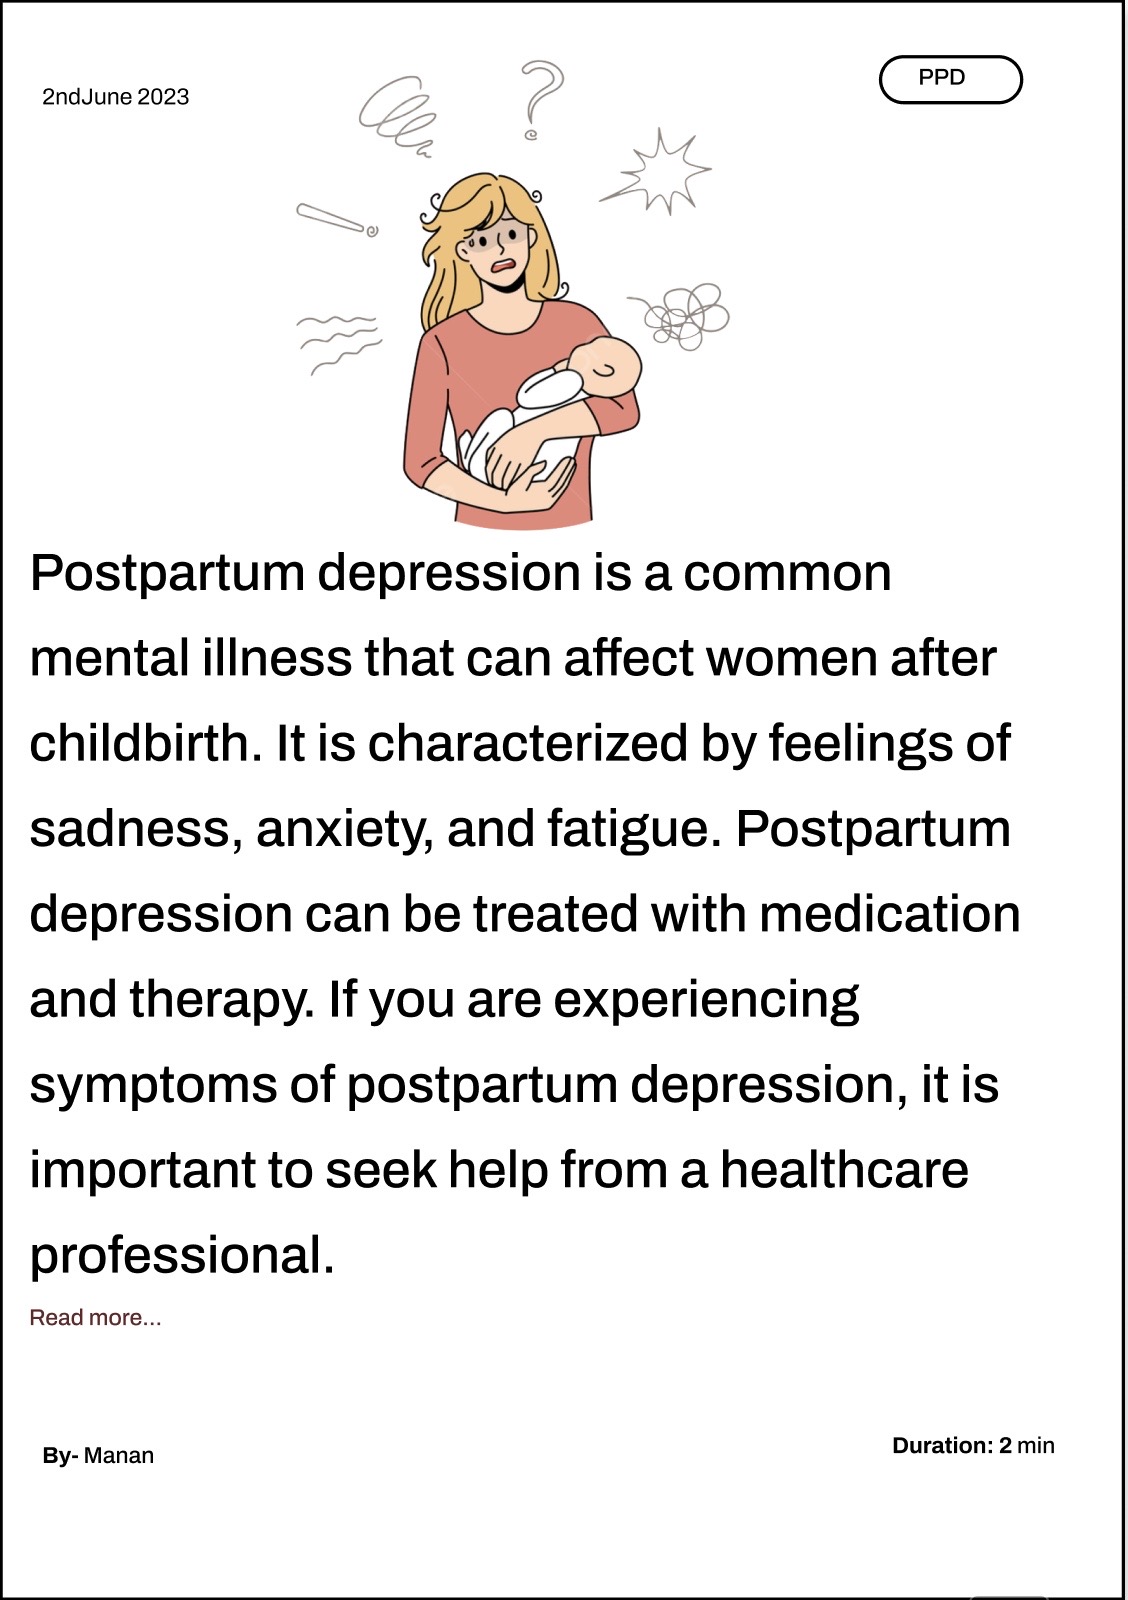 2ndJune 2023
PPD
Postpartum depression is a common
mental illness that can affect women after
childbirth. It is characterized by feelings of
sadness, anxiety, and fatigue. Postpartum
depression can be treated with medication
and therapy. If you are experiencing
symptoms of postpartum depression, it is
important to seek help from a healthcare
professional.
Read more...
By- Manan
Duration: 2 min